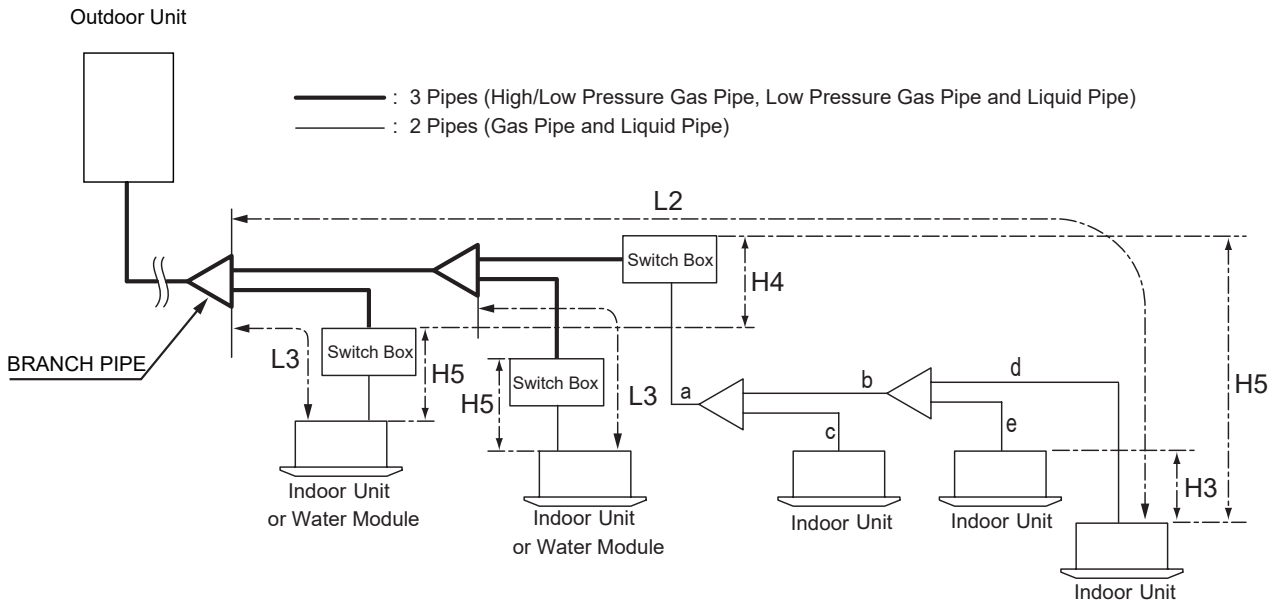 Outdoor Unit
: 3 Pipes (High/Low Pressure Gas Pipe, Low Pressure Gas Pipe and Liquid Pipe)
: 2 Pipes (Gas Pipe and Liquid Pipe)
L2
Switch Box
H4
BRANCH PIPE
L3
Switch Box
H5
H5
Switch Box
L3
a
b
c
d
e
H5
H3
Indoor Unit
or Water Module
Indoor Unit
or Water Module
Indoor Unit
Indoor Unit
Indoor Unit